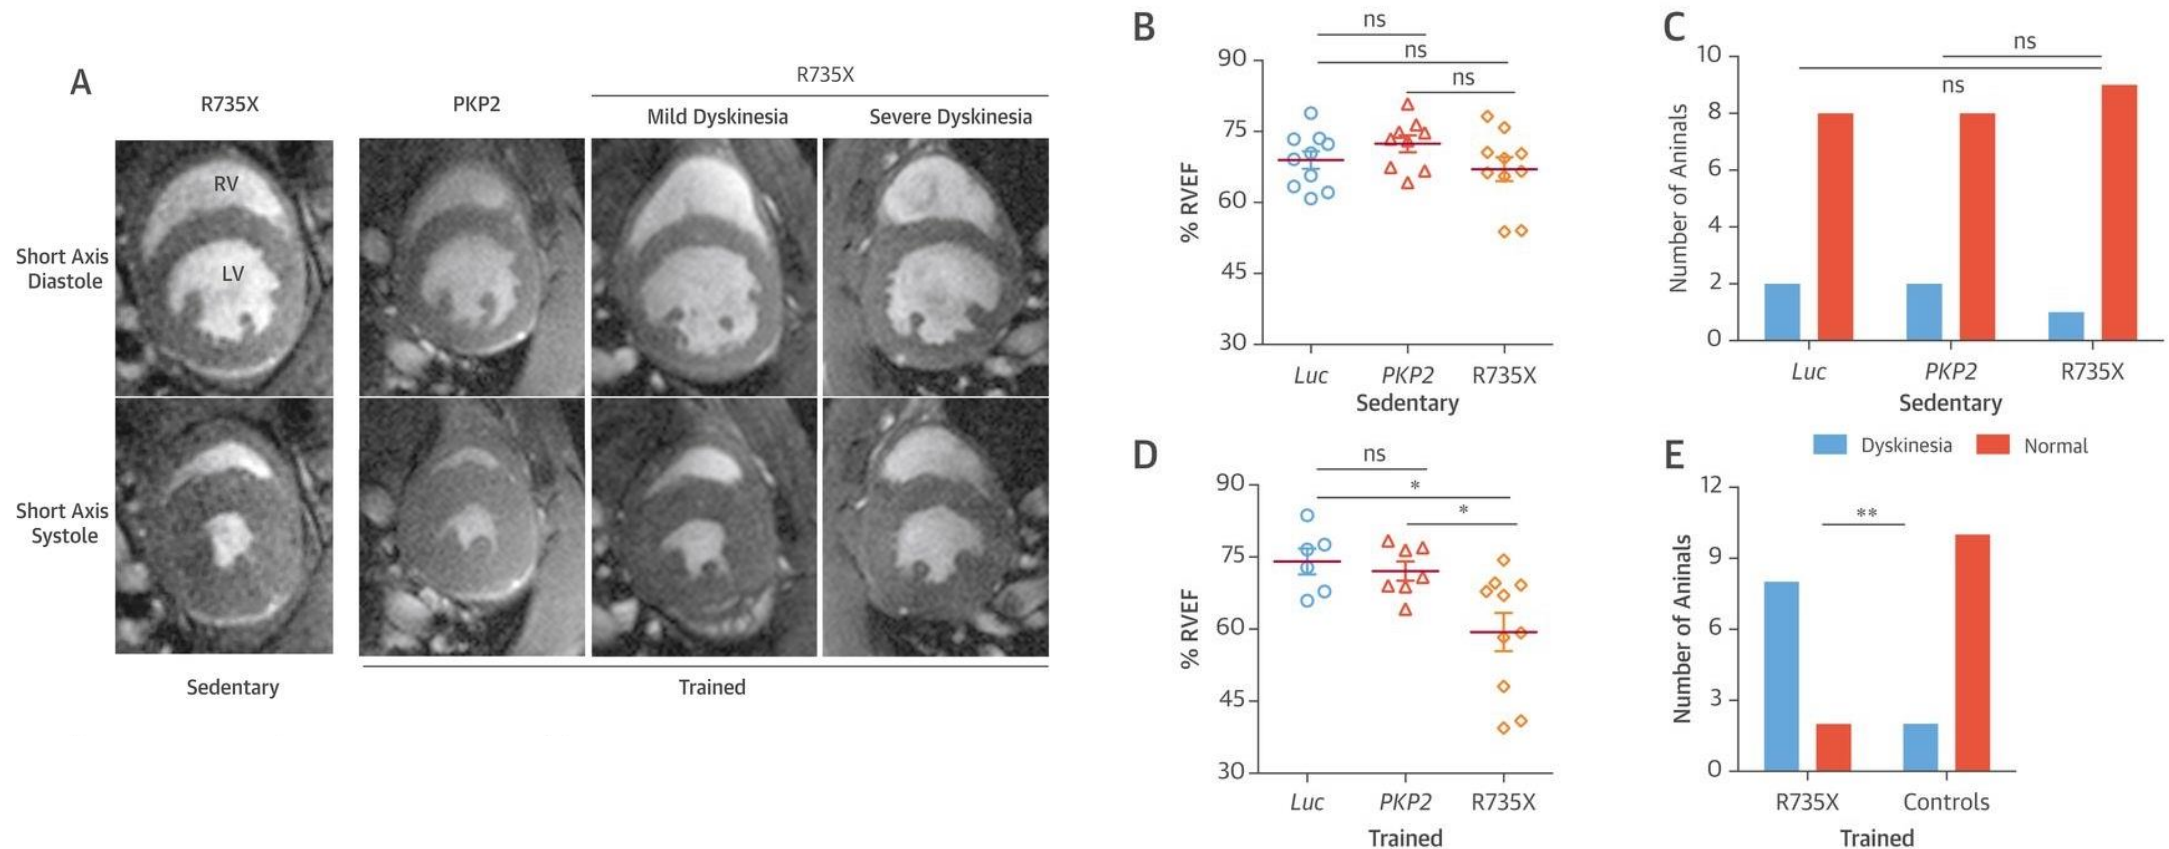 A
R735X
PKP2
R735X
Mild Dyskinesia
Severe Dyskinesia
Short Axis
Diastole
RV
LV
Short Axis
Systole
Sedentary
Trained
B
ns
ns
ns
% RVEF
90
75
60
45
30
Luc
PKP2
R735X
Sedentary
C
ns
ns
Number of Aninals
10
8
6
4
2
0
Luc
PKP2
R735X
Sedentary
Dyskinesia
Normal
D
ns
*
*
% RVEF
90
75
60
45
30
Luc
PKP2
R735X
Trained
E
**
Number of Aninals
12
9
6
3
0
R735X
Controls
Trained